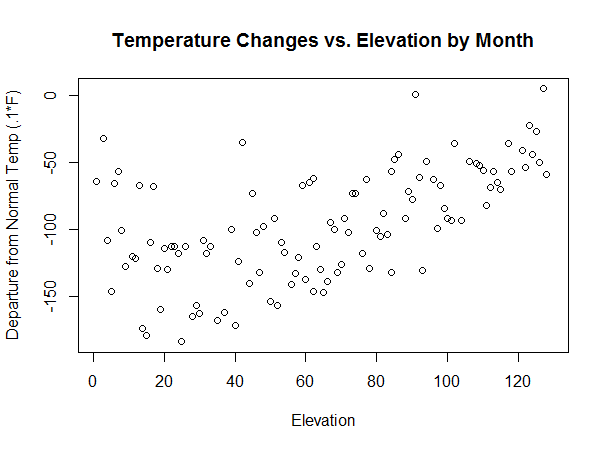 Temperature Changes vs. Elevation by Month
Departure from Normal Temp (.1*F)
0
-50
-100
-150
0 20 40 60 80 100 120
Elevation